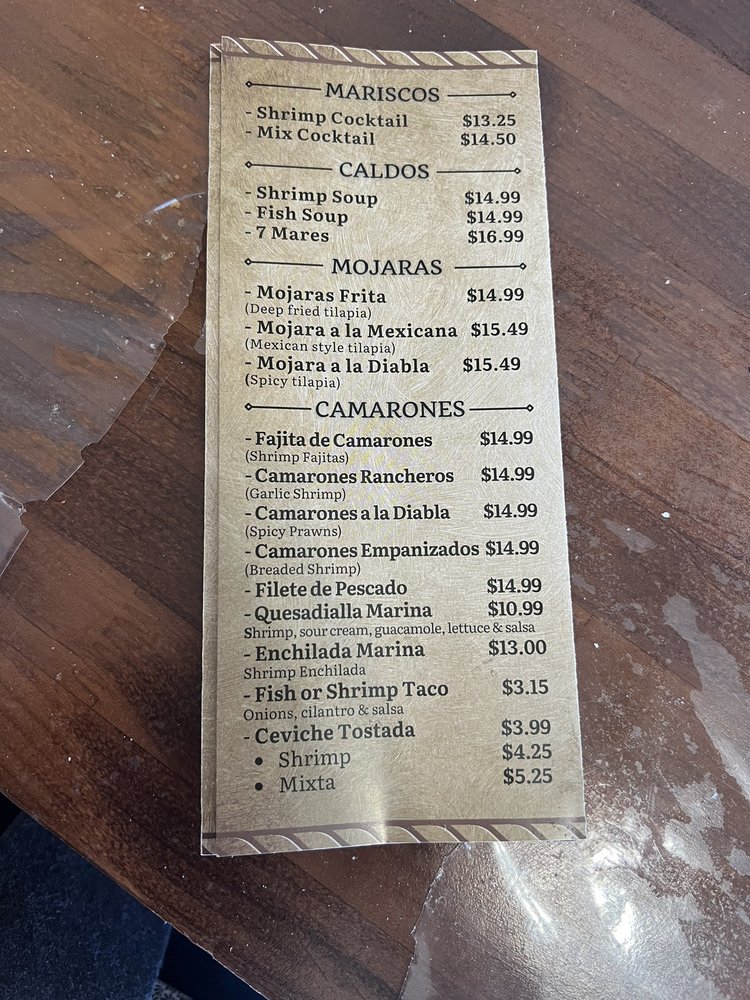 MARISCOS
- Shrimp Cocktail $13.25
- Mix Cocktail $14.50
CALDOS
- Shrimp Soup $14.99
- Fish Soup $14.99
- 7 Mares $16.99
MOJARAS
- Mojaras Frita $14.99
(Deep fried tilapia)
- Mojara a la Mexicana $15.49
(Mexican style tilapia)
- Mojara a la Diabla $15.49
(Spicy tilapia)
CAMARONES
- Fajita de Camarones $14.99
(Shrimp Fajitas)
- Camarones Rancheros $14.99
(Garlic Shrimp)
- Camarones a la Diabla $14.99
(Spicy Prawns)
- Camarones Empanizados $14.99
(Breaded Shrimp)
- Filete de Pescado $14.99
- Quesadialla Marina $10.99
Shrimp, sour cream, guacamole, lettuce & salsa
- Enchilada Marina $13.00
Shrimp Enchilada
- Fish or Shrimp Taco $3.15
Onions, cilantro & salsa
- Ceviche Tostada $3.99
• Shrimp $4.25
• Mixta $5.25